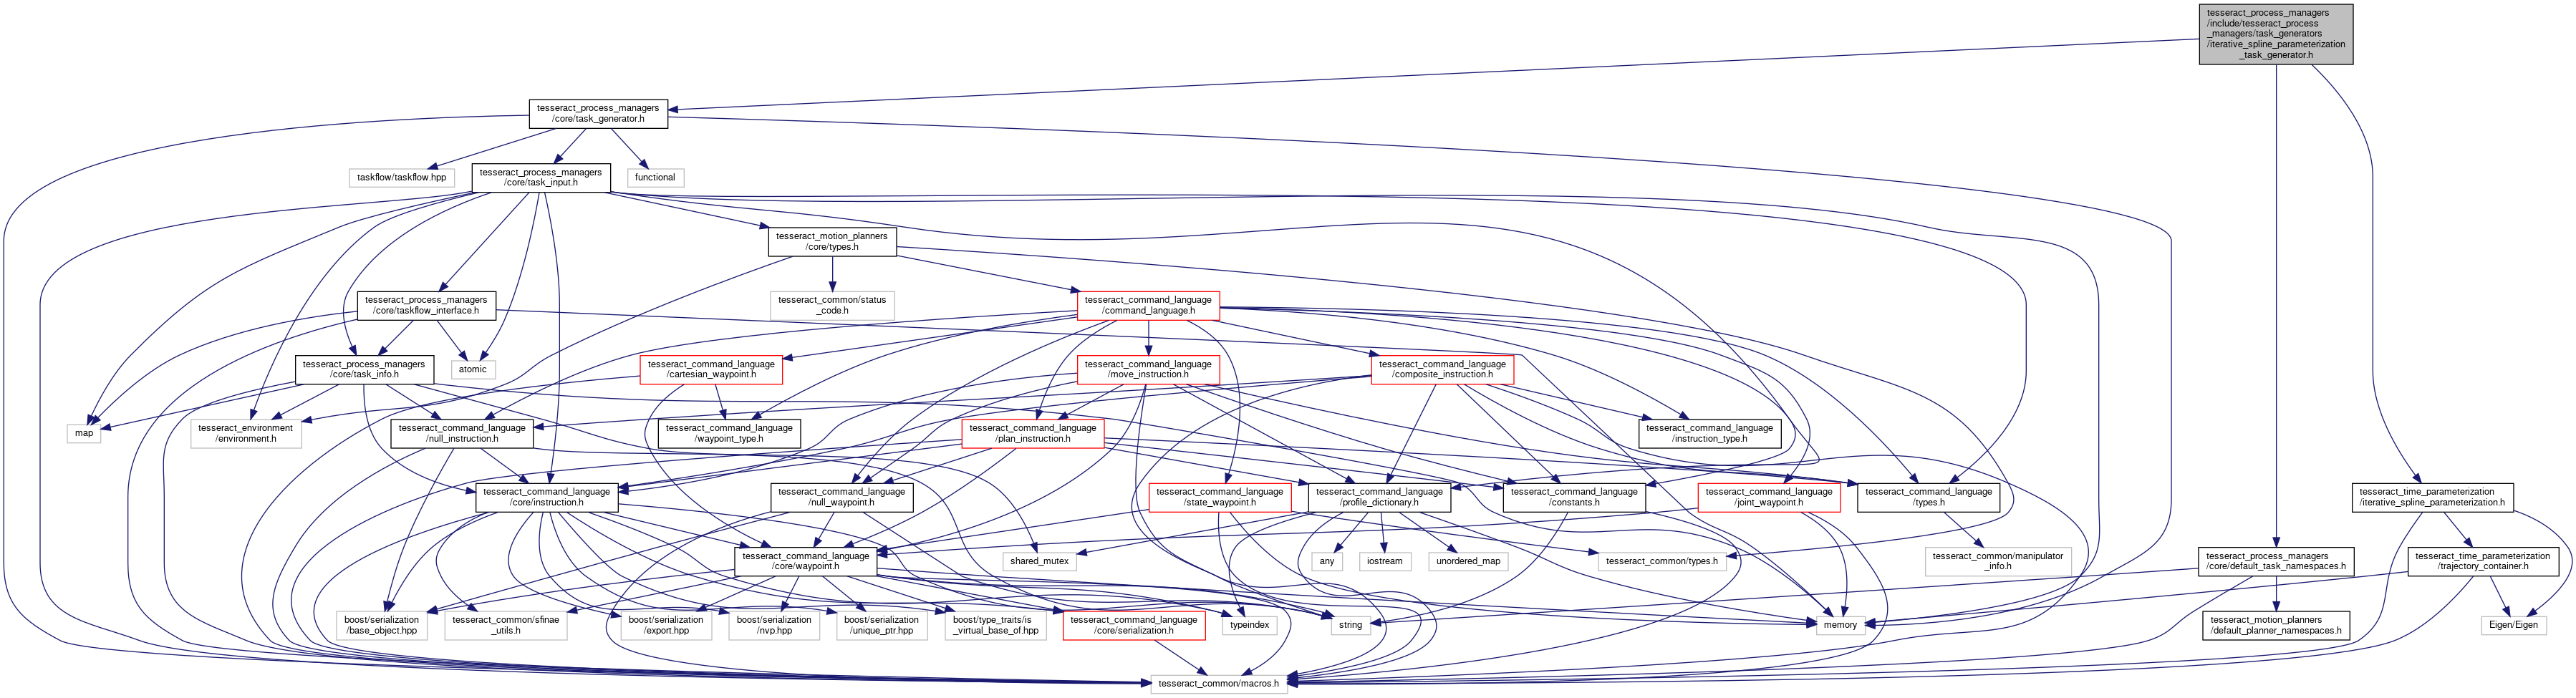 tesseract_process_managers
/include/tesseract_process
_managers/task_generators
/iterative_spline_parameterization
_task_generator.h
tesseract_process_managers
/core/task_generator.h
taskflow/taskflow.hpp
tesseract_process_managers
/core/task_input.h
functional
tesseract_motion_planners
/core/types.h
tesseract_process_managers
/core/taskflow_interface.h
tesseract_common/status
_code.h
tesseract_command_language
/command_language.h
tesseract_process_managers
/core/task_info.h
atomic
tesseract_command_language
/cartesian_waypoint.h
tesseract_command_language
/move_instruction.h
tesseract_command_language
/composite_instruction.h
map
tesseract_environment
/environment.h
tesseract_command_language
/null_instruction.h
tesseract_command_language
/waypoint_type.h
tesseract_command_language
/plan_instruction.h
tesseract_command_language
/instruction_type.h
tesseract_command_language
/core/instruction.h
tesseract_command_language
/null_waypoint.h
tesseract_command_language
/state_waypoint.h
tesseract_command_language
/profile_dictionary.h
tesseract_command_language
/constants.h
tesseract_command_language
/joint_waypoint.h
tesseract_command_language
/types.h
tesseract_time_parameterization
/iterative_spline_parameterization.h
tesseract_command_language
/core/waypoint.h
shared_mutex
any
iostream
unordered_map
tesseract_common/types.h
tesseract_common/manipulator
_info.h
tesseract_process_managers
/core/default_task_namespaces.h
tesseract_time_parameterization
/trajectory_container.h
boost/serialization
/base_object.hpp
tesseract_common/sfinae
_utils.h
boost/serialization
/export.hpp
boost/serialization
/nvp.hpp
boost/serialization
/unique_ptr.hpp
boost/type_traits/is
_virtual_base_of.hpp
tesseract_command_language
/core/serialization.h
typeindex
string
memory
tesseract_motion_planners
/default_planner_namespaces.h
Eigen/Eigen
tesseract_common/macros.h